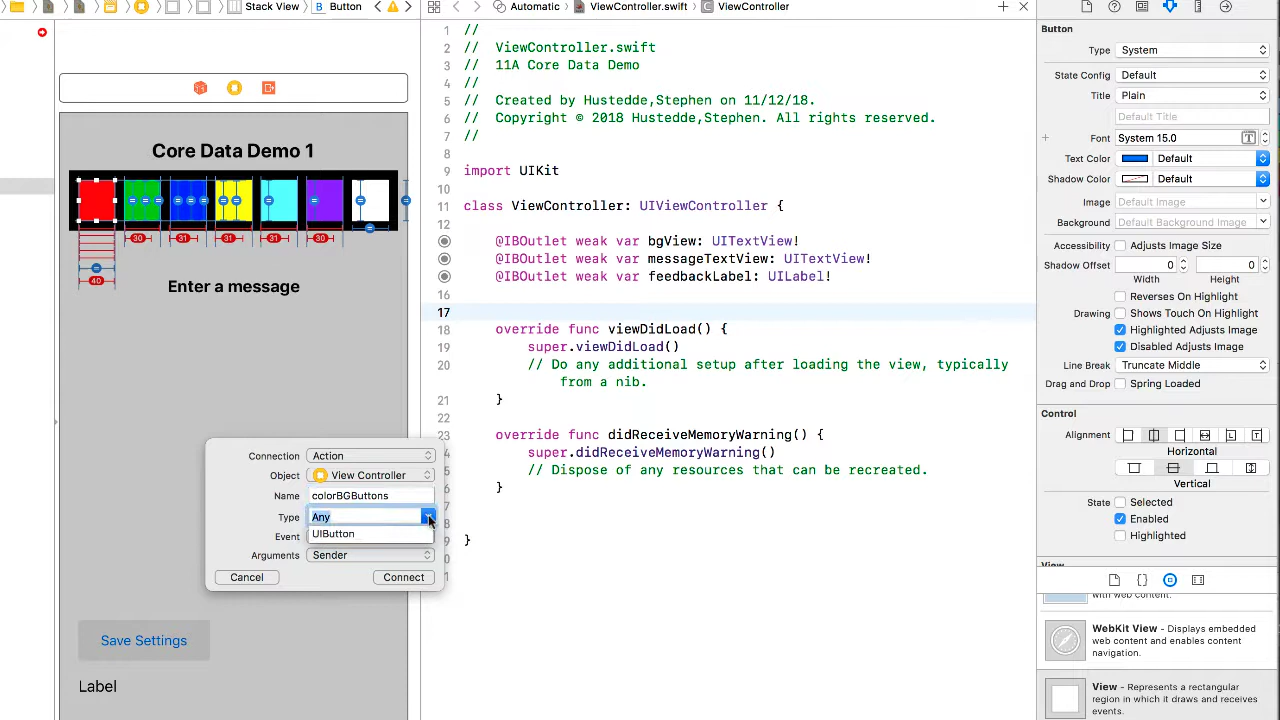 Stack View
B Button
Automatic
ViewController.swift
C ViewController
Core Data Demo 1
30
31
31
31
30
40
Enter a message
Save Settings
Label
Connection Action
Object View Controller
Name colorBGButtons
Type Any
UIButton
Event
Arguments Sender
Cancel
Connect
1 //
2 // ViewController.swift
3 // 11A Core Data Demo
4 //
5 // Created by Hustedde,Stephen on 11/12/18.
6 // Copyright © 2018 Hustedde,Stephen. All rights reserved.
7 //
8
9 import UIKit
10
11 class ViewController: UIViewController {
12
13 @IBOutlet weak var bgView: UITextView!
14 @IBOutlet weak var messageTextView: UITextView!
15 @IBOutlet weak var feedbackLabel: UILabel!
16
17
18 override func viewDidLoad() {
19 super.viewDidLoad()
20 // Do any additional setup after loading the view, typically
from a nib.
21 }
22
23 override func didReceiveMemoryWarning() {
super.didReceiveMemoryWarning()
// Dispose of any resources that can be recreated.
}
}
Button
Type System
State Config Default
Title Plain
Default Title
Font System 15.0 T
Text Color Default
Shadow Color Default
Image Default Image
Background Default Background Image
Accessibility Adjusts Image Size
Shadow Offset 0 0
Width Height
Reverses On Highlight
Drawing Shows Touch On Highlight
Highlighted Adjusts Image
Disabled Adjusts Image
Line Break Truncate Middle
Drag and Drop Spring Loaded
Control
Alignment
Horizontal
Vertical
State Selected
Enabled
Highlighted
View
with web content.
WebKit View - Displays embedded
web content and enables content
navigation.
View - Represents a rectangular
region in which it draws and receives
events.